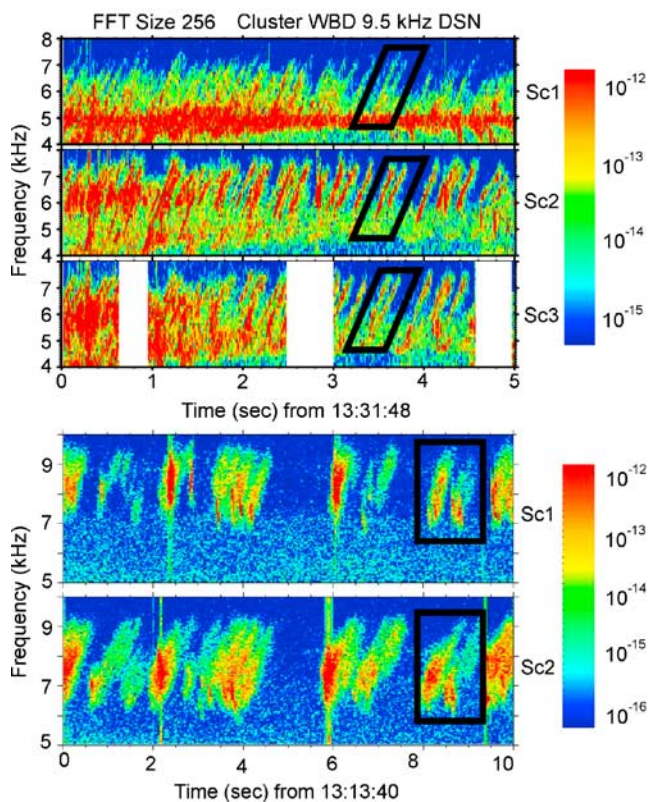 FFT Size 256 Cluster WBD 9.5 kHz DSN
8
7
6
5
4
Sc1
7
6
5
4
Sc2
7
6
5
4
Sc3
Frequency (kHz)
0 1 2 3 4 5
Time (sec) from 13:31:48
10⁻¹²
10⁻¹³
10⁻¹⁴
10⁻¹⁵
9
7
5
Sc1
9
7
5
Sc2
Frequency (kHz)
Frequency (kHz)
0 2 4 6 8 10
Time (sec) from 13:13:40
10⁻¹²
10⁻¹³
10⁻¹⁴
10⁻¹⁵
10⁻¹⁶